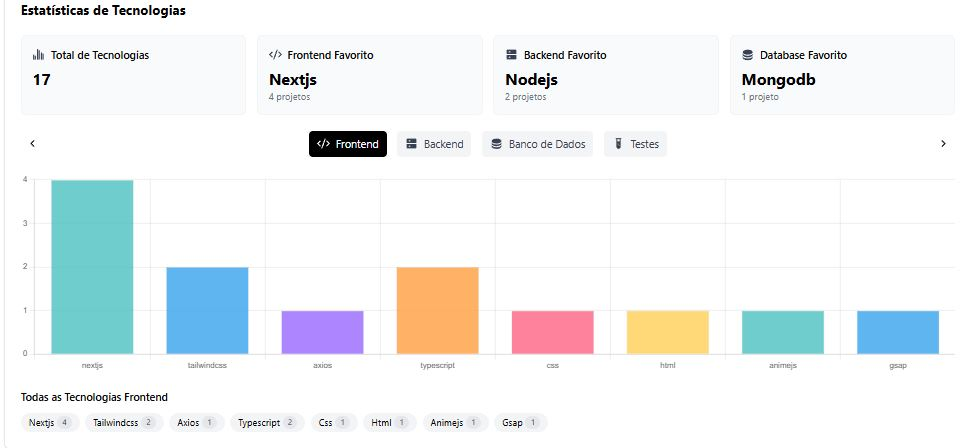 Estatísticas de Tecnologias
Total de Tecnologias
17
Frontend Favorito
Nextjs
4 projetos
Backend Favorito
Nodejs
2 projetos
Database Favorito
Mongodb
1 projeto
Frontend Backend Banco de Dados Testes
4
3
2
1
0
nextjs tailwindcss axios typescript css html animejs gsap
Todas as Tecnologias Frontend
Nextjs 4 Tailwindcss 2 Axios 1 Typescript 2 Css 1 Html 1 Animejs 1 Gsap 1